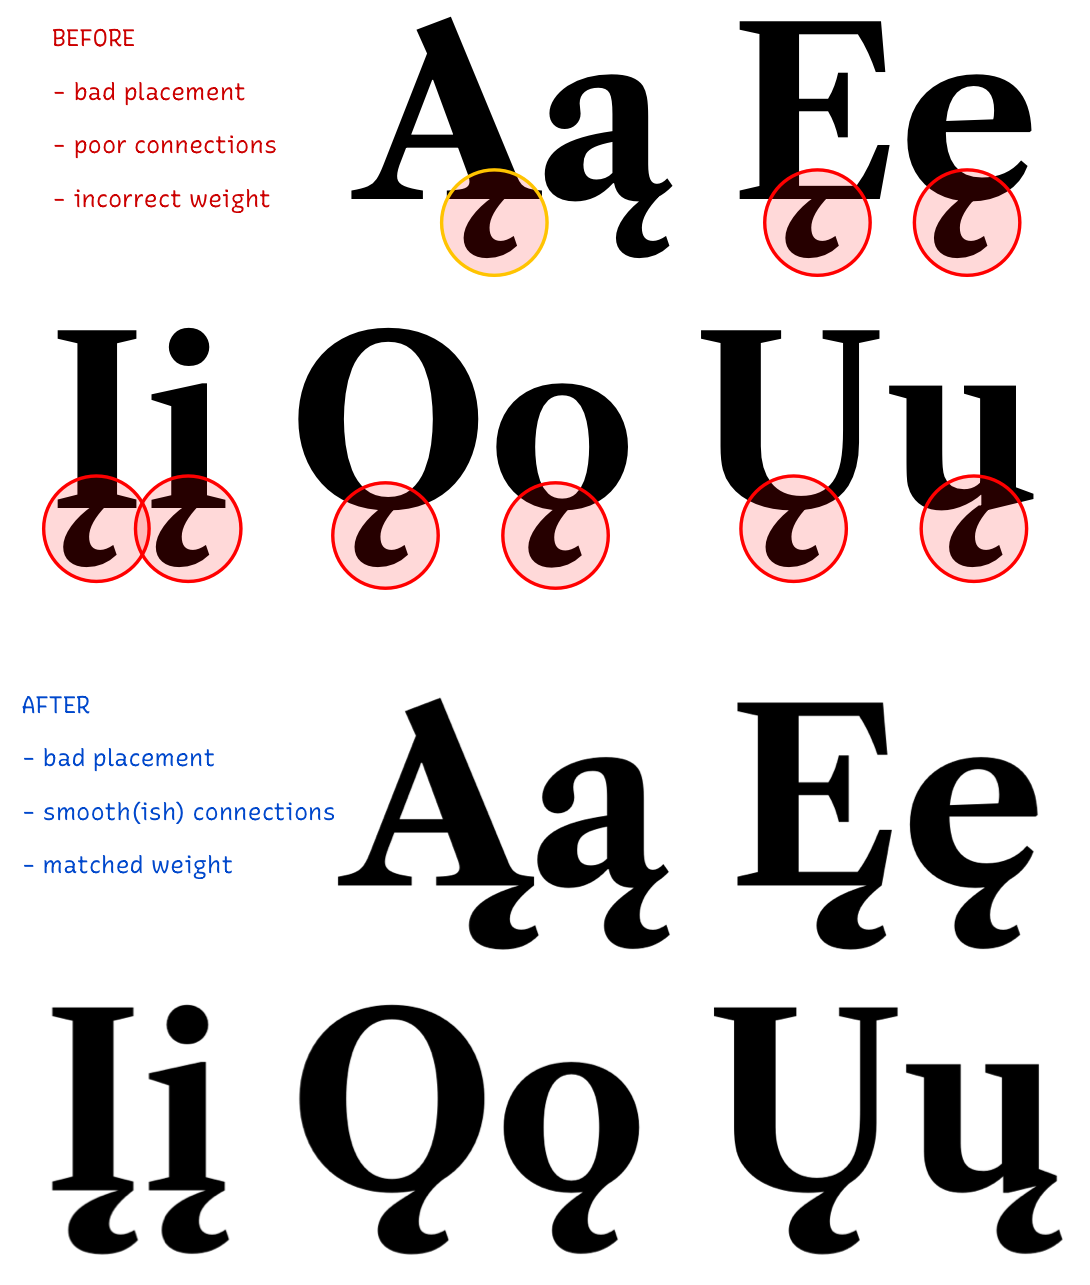 BEFORE
- bad placement
- poor connections
- incorrect weight
Ąą Ęę
Įį Ǫǫ Ųų
AFTER
- bad placement
- smooth(ish) connections
- matched weight
Ąą Ęę
Įį Ǫǫ Ųų